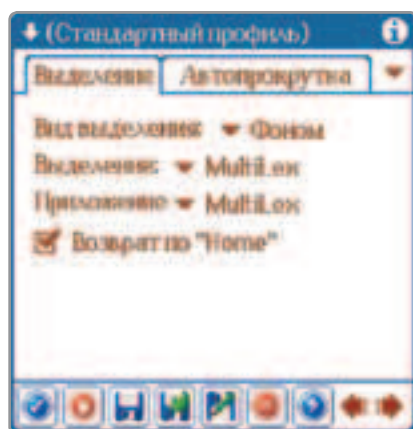 (Стандартный профиль)
Выделение Автопрокрутка
Вид выделения: Фоном
Выделение: MultiLex
Приложение MultiLex
Возврат по "Home"